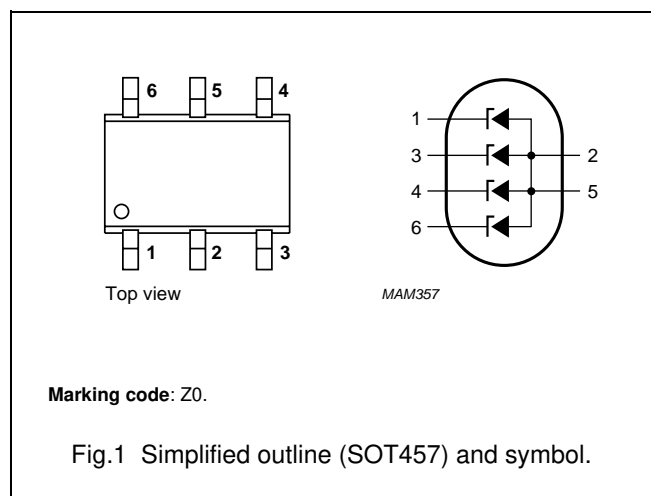 6 5 4
1 2 3
Top view
1
3 2
4 5
6
MAM357
Marking code: Z0.
Fig.1 Simplified outline (SOT457) and symbol.